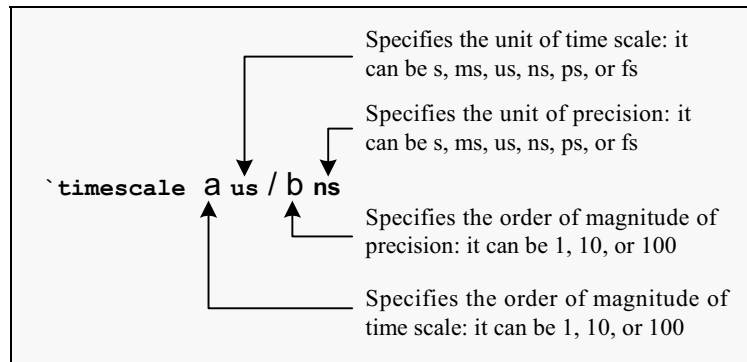 Specifies the unit of time scale: it
can be s, ms, us, ns, ps, or fs
Specifies the unit of precision: it
can be s, ms, us, ns, ps, or fs
`timescale a us / b ns
Specifies the order of magnitude of
precision: it can be 1, 10, or 100
Specifies the order of magnitude of
time scale: it can be 1, 10, or 100